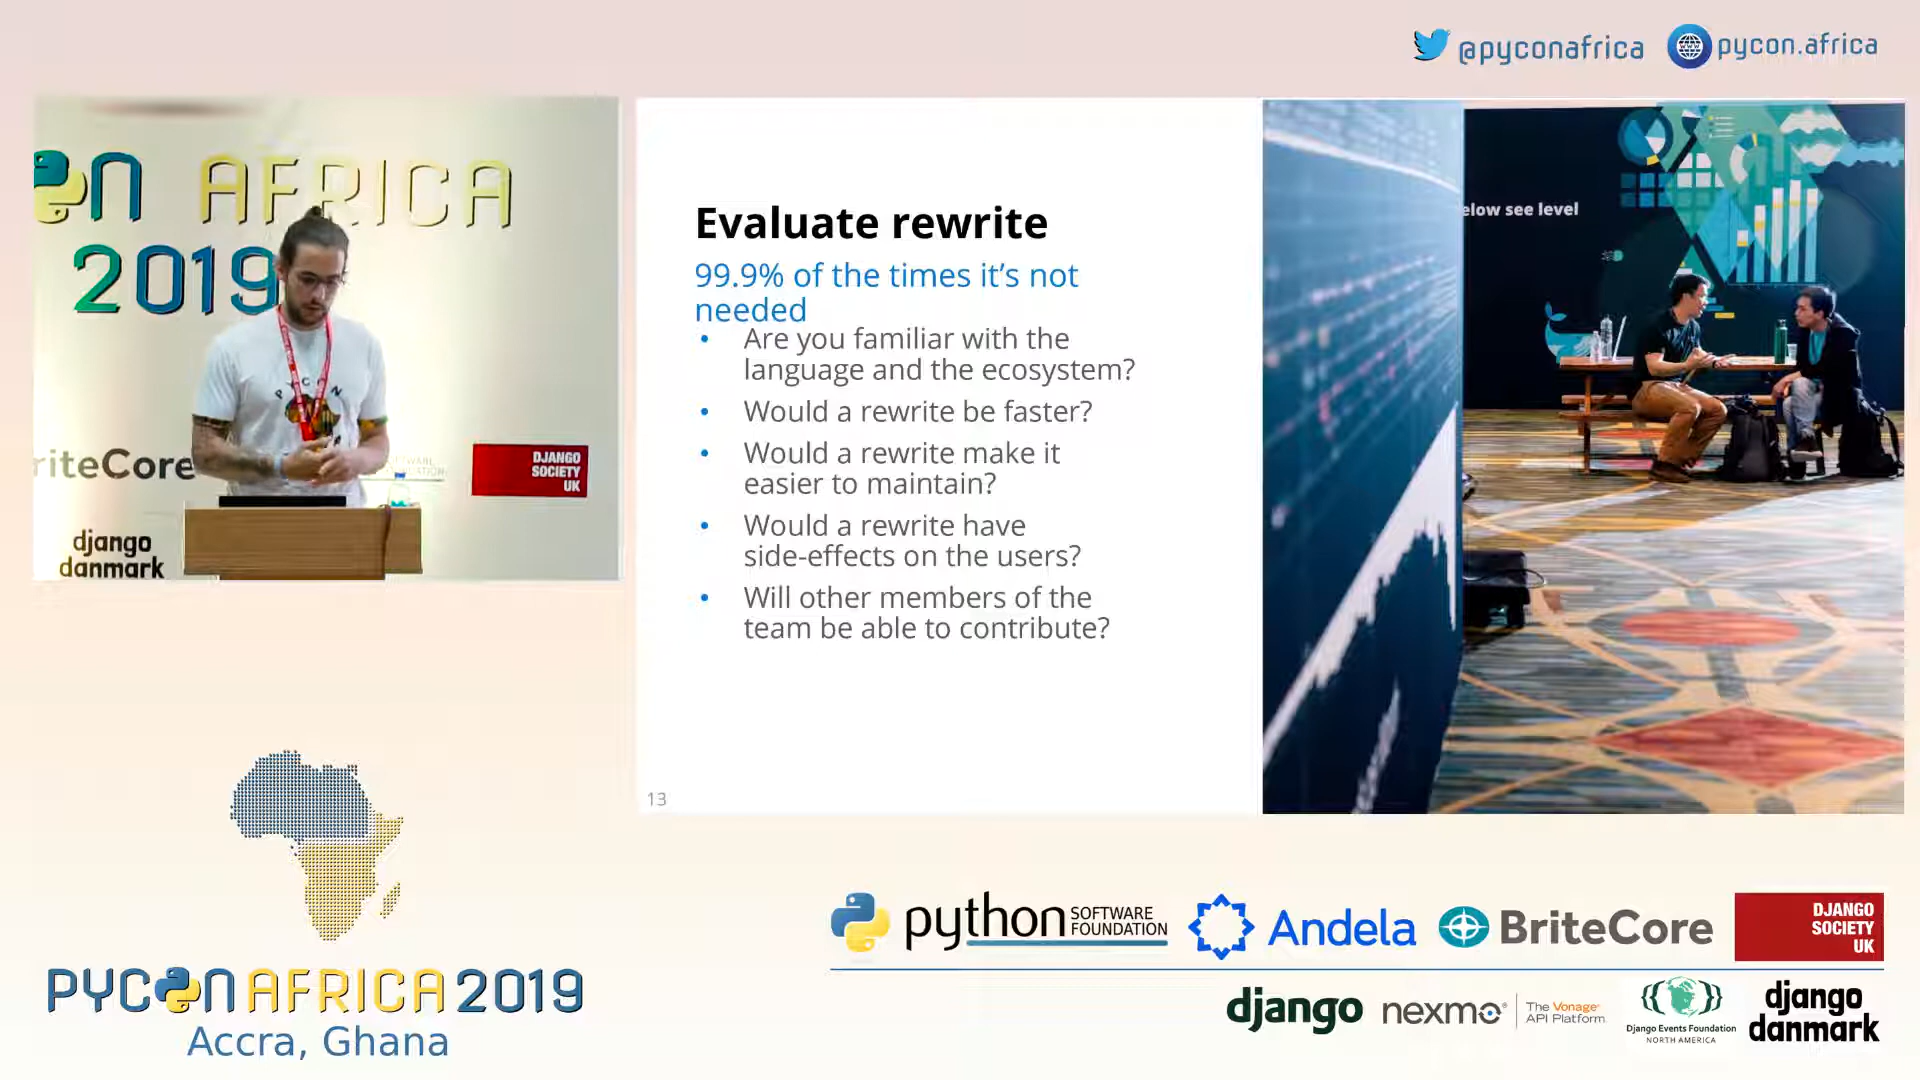 @pyconafrica pycon.africa
ON AFRICA
2019
PYCON
riteCore
DJANGO
SOCIETY
UK
django
danmark
Evaluate rewrite
99.9% of the times it’s not
needed
• Are you familiar with the
language and the ecosystem?
• Would a rewrite be faster?
• Would a rewrite make it
easier to maintain?
• Would a rewrite have
side-effects on the users?
• Will other members of the
team be able to contribute?
13
elow see level
PYCON AFRICA 2019
Accra, Ghana
python SOFTWARE
FOUNDATION
Andela
BriteCore
DJANGO
SOCIETY
UK
django
nexmo
The Vonage
API Platform
Django Events Foundation
NORTH AMERICA
django
danmark